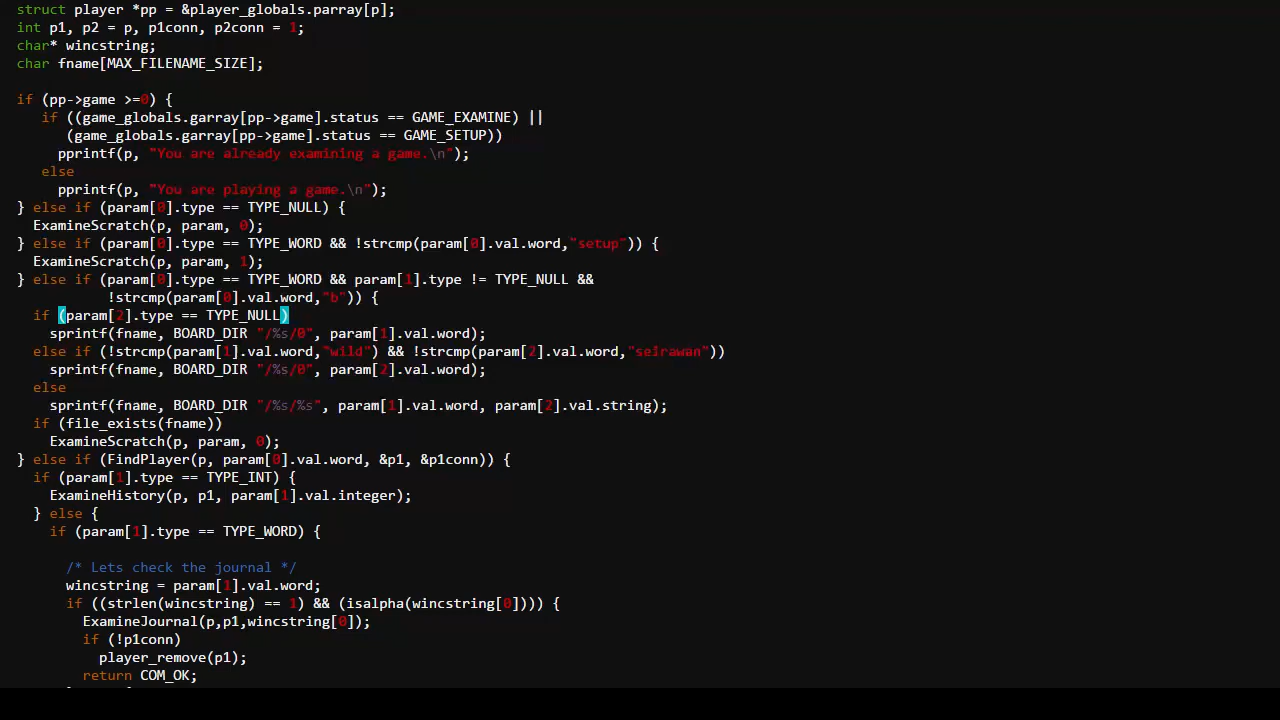 struct player *pp = &player_globals.parray[p];
int p1, p2 = p, p1conn, p2conn = 1;
char* wincstring;
char fname[MAX_FILENAME_SIZE];
if (pp->game >=0) {
if ((game_globals.garray[pp->game].status == GAME_EXAMINE) ||
(game_globals.garray[pp->game].status == GAME_SETUP))
pprintf(p, "You are already examining a game.\n");
else
pprintf(p, "You are playing a game.\n");
} else if (param[0].type == TYPE_NULL) {
ExamineScratch(p, param, 0);
} else if (param[0].type == TYPE_WORD && !strcmp(param[0].val.word,"setup")) {
ExamineScratch(p, param, 1);
} else if (param[0].type == TYPE_WORD && param[1].type != TYPE_NULL &&
!strcmp(param[0].val.word,"b")) {
if (param[2].type == TYPE_NULL)
sprintf(fname, BOARD_DIR "/%s/0", param[1].val.word);
else if (!strcmp(param[1].val.word,"wild") && !strcmp(param[2].val.word,"seirawan"))
sprintf(fname, BOARD_DIR "/%s/0", param[2].val.word);
else
sprintf(fname, BOARD_DIR "/%s/%s", param[1].val.word, param[2].val.string);
if (file_exists(fname))
ExamineScratch(p, param, 0);
} else if (FindPlayer(p, param[0].val.word, &p1, &p1conn)) {
if (param[1].type == TYPE_INT) {
ExamineHistory(p, p1, param[1].val.integer);
} else {
if (param[1].type == TYPE_WORD) {
/* Lets check the journal */
wincstring = param[1].val.word;
if ((strlen(wincstring) == 1) && (isalpha(wincstring[0]))) {
ExamineJournal(p,p1,wincstring[0]);
if (!p1conn)
player_remove(p1);
return COM_OK;